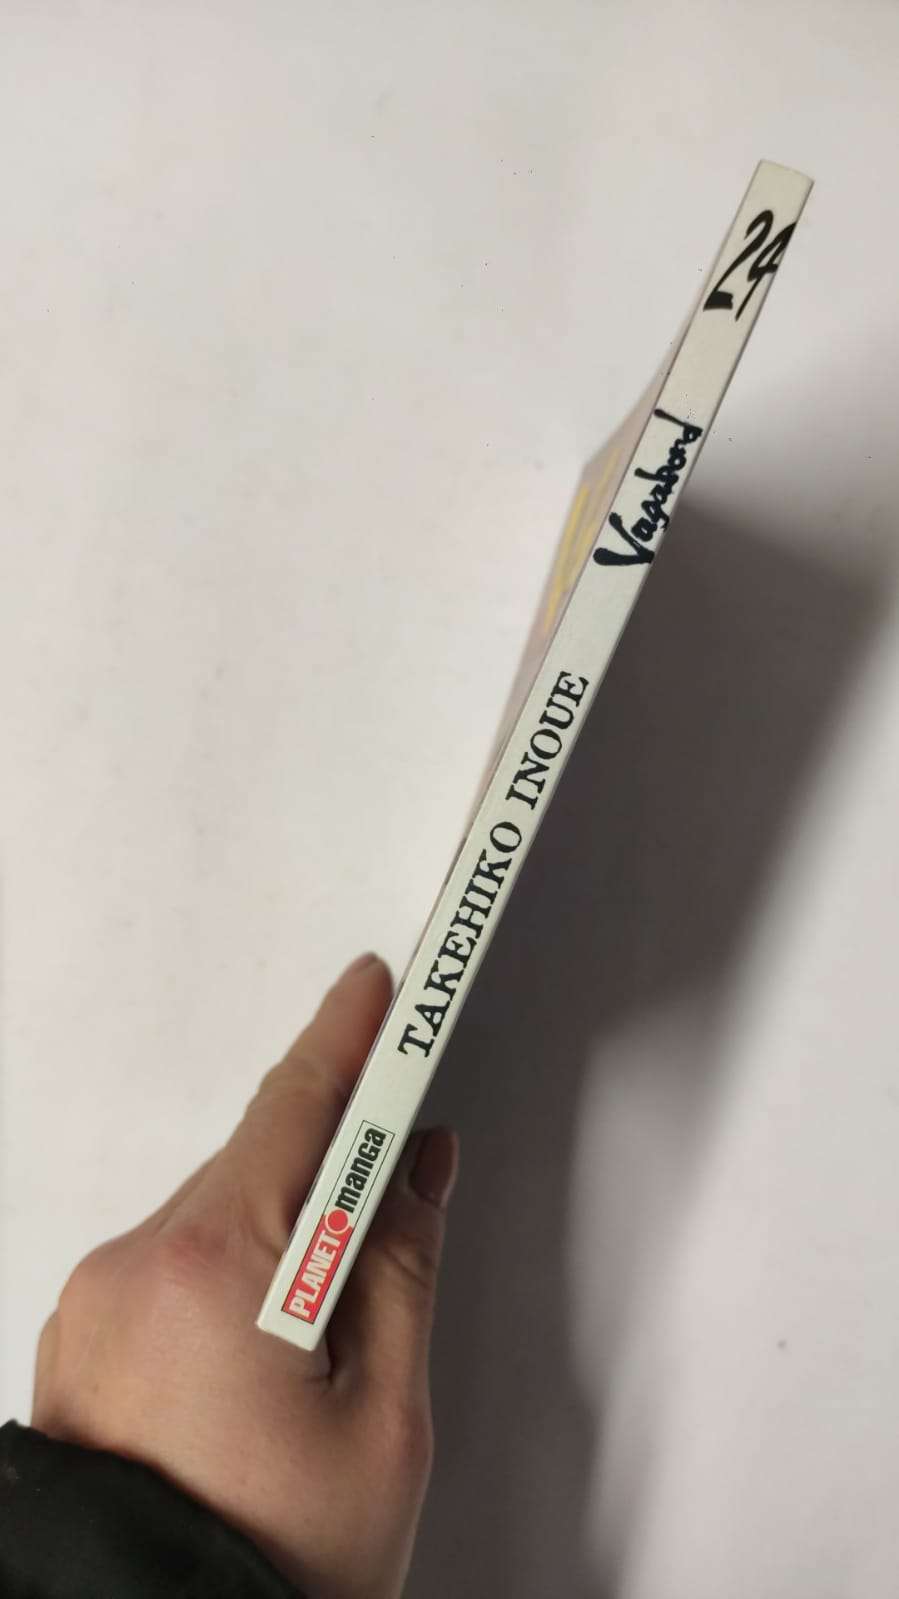 24
Vagabond
TAKEHIKO INOUE
PLANET manga